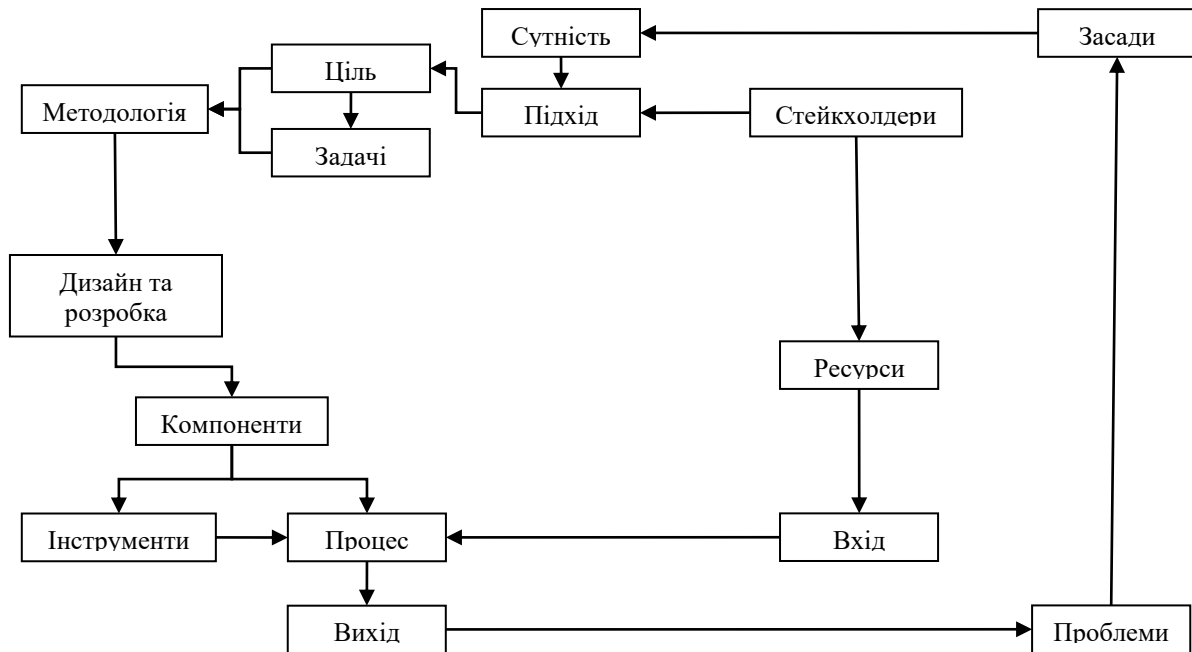 Сутність
Засади
Ціль
Методологія
Підхід
Стейкхолдери
Задачі
Дизайн та
розробка
Ресурси
Компоненти
Інструменти
Процес
Вхід
Вихід
Проблеми